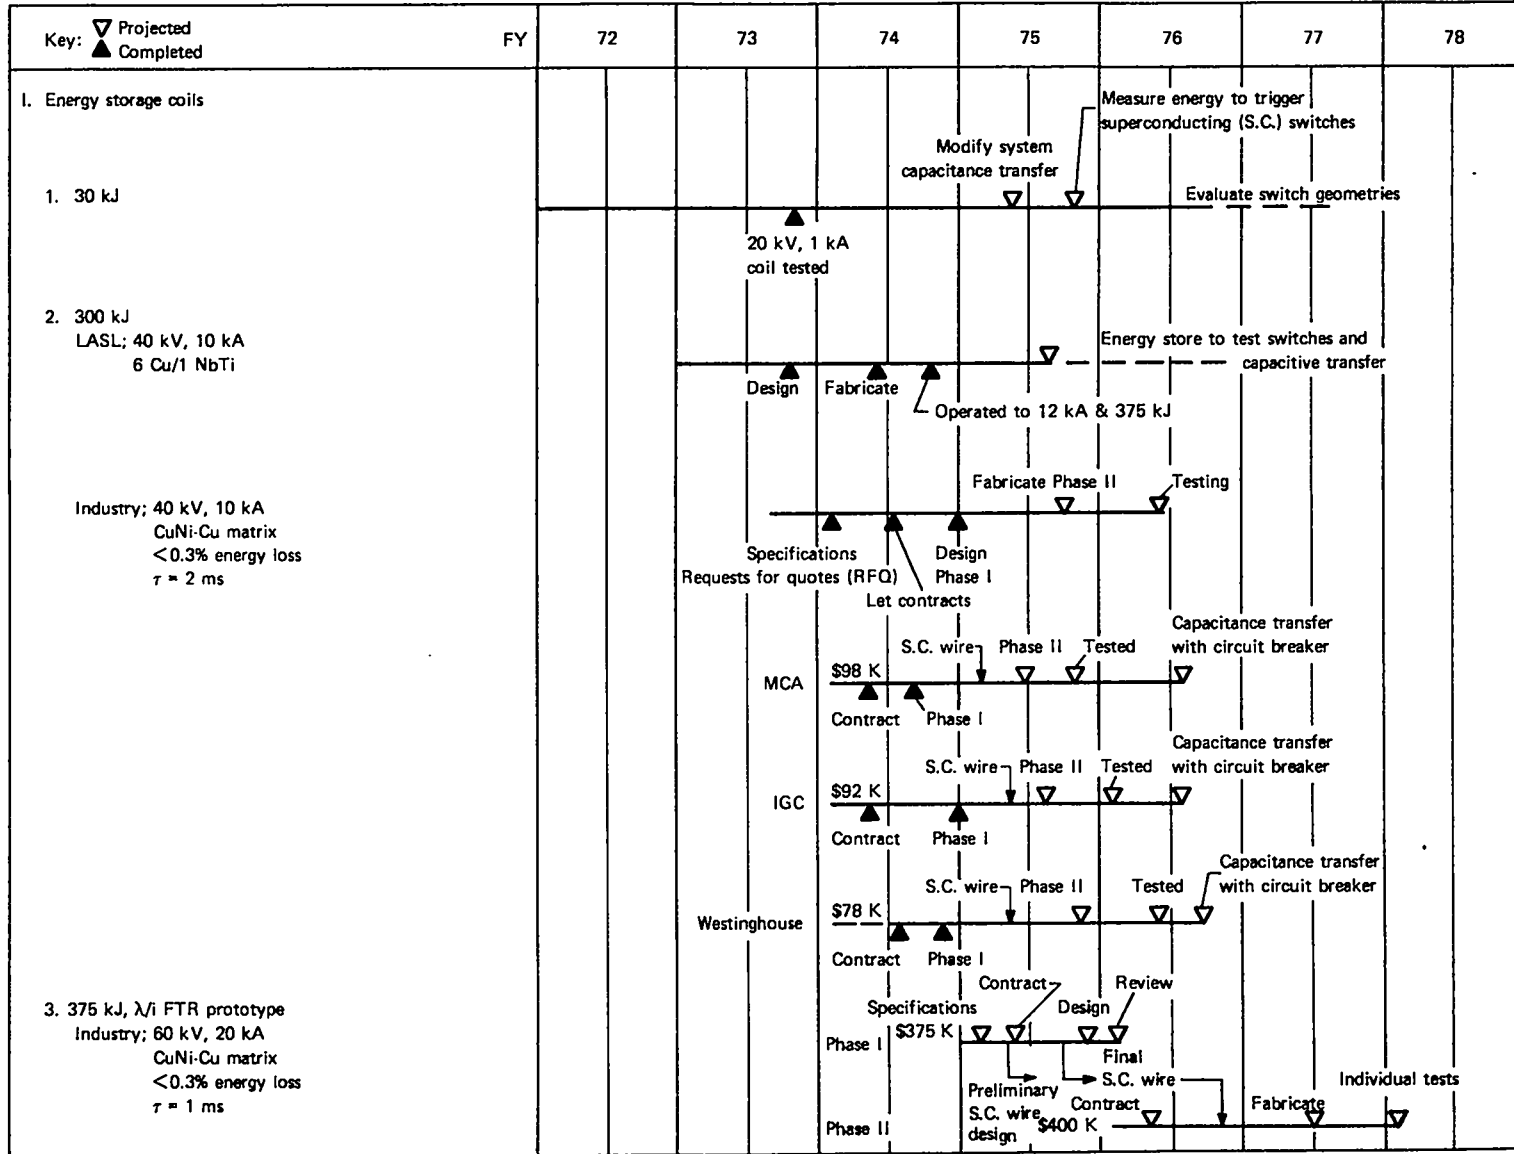 Key: ▽ Projected
▲ Completed
FY 72 73 74 75 76 77 78
I. Energy storage coils
Measure energy to trigger
superconducting (S.C.) switches
Modify system
capacitance transfer
1. 30 kJ
Evaluate switch geometries
20 kV, 1 kA
coil tested
2. 300 kJ
LASL; 40 kV, 10 kA
6 Cu/1 NbTi
Energy store to test switches and
capacitive transfer
Design Fabricate
Operated to 12 kA & 375 kJ
Industry; 40 kV, 10 kA
CuNi-Cu matrix
<0.3% energy loss
τ = 2 ms
Fabricate Phase II Testing
Specifications
Requests for quotes (RFQ)
Let contracts
Design
Phase I
MCA
$98 K
S.C. wire Phase II Tested
Capacitance transfer
with circuit breaker
Contract Phase I
IGC
$92 K
S.C. wire Phase II Tested
Capacitance transfer
with circuit breaker
Contract Phase I
Westinghouse
$78 K
S.C. wire Phase II Tested
Capacitance transfer
with circuit breaker
Contract Phase I
3. 375 kJ, λ/i FTR prototype
Industry; 60 kV, 20 kA
CuNi-Cu matrix
<0.3% energy loss
τ = 1 ms
Phase I
Specifications
$375 K
Contract
Design
Review
Preliminary
S.C. wire
design
Final
S.C. wire
Phase II
$400 K
Contract
Fabricate
Individual tests